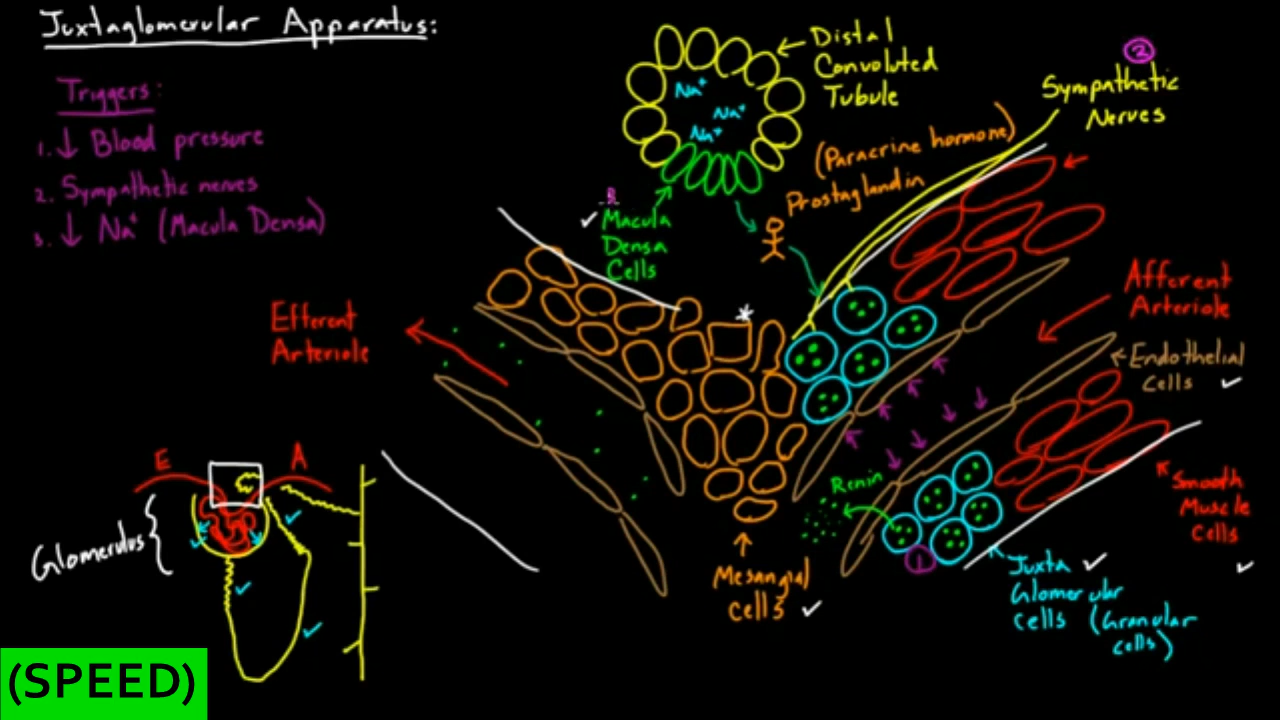 Juxtaglomerular Apparatus:
Triggers:
1. ↓ Blood pressure
2. Sympathetic nerves
3. ↓ Na⁺ (Macula Densa)
Distal
Convoluted
Tubule
Na⁺
Na⁺
Na⁺
2
Sympathetic
Nerves
(Paracrine hormone)
Prostaglandin
3
Macula
Densa
Cells
Efferent
Arteriole
Afferent
Arteriole
Endothelial
Cells
E
A
Glomerulus
Renin
Smooth
Muscle
Cells
1
Mesangial
Cells
Juxta
Glomerular
Cells (Granular
Cells)
(SPEED)